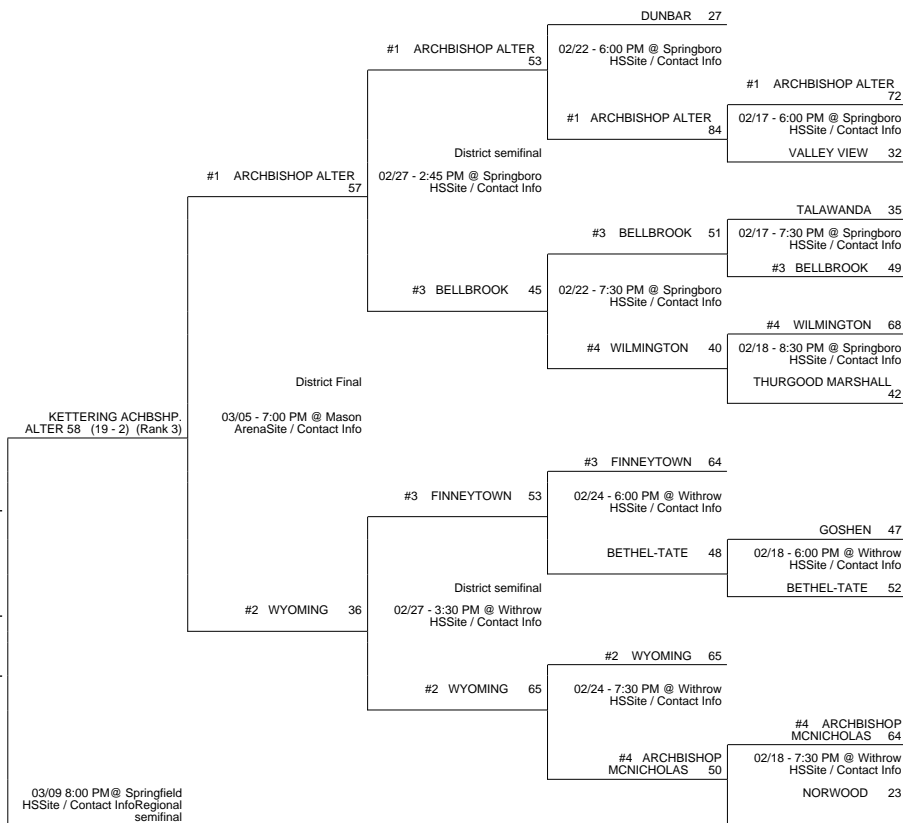 DUNBAR 27
#1 ARCHBISHOP ALTER
53
02/22 - 6:00 PM @ Springboro
HSSite / Contact Info
#1 ARCHBISHOP ALTER
72
#1 ARCHBISHOP ALTER
84
02/17 - 6:00 PM @ Springboro
HSSite / Contact Info
VALLEY VIEW 32
District semifinal
02/27 - 2:45 PM @ Springboro
HSSite / Contact Info
#1 ARCHBISHOP ALTER
57
TALAWANDA 35
#3 BELLBROOK 51
02/17 - 7:30 PM @ Springboro
HSSite / Contact Info
#3 BELLBROOK 49
#3 BELLBROOK 45
02/22 - 7:30 PM @ Springboro
HSSite / Contact Info
#4 WILMINGTON 68
#4 WILMINGTON 40
02/18 - 8:30 PM @ Springboro
HSSite / Contact Info
THURGOOD MARSHALL
42
District Final
03/05 - 7:00 PM @ Mason
ArenaSite / Contact Info
KETTERING ACHBSHP.
ALTER 58 (19 - 2) (Rank 3)
#3 FINNEYTOWN 64
#3 FINNEYTOWN 53
02/24 - 6:00 PM @ Withrow
HSSite / Contact Info
GOSHEN 47
BETHEL-TATE 48
02/18 - 6:00 PM @ Withrow
HSSite / Contact Info
BETHEL-TATE 52
District semifinal
02/27 - 3:30 PM @ Withrow
HSSite / Contact Info
#2 WYOMING 36
#2 WYOMING 65
#2 WYOMING 65
02/24 - 7:30 PM @ Withrow
HSSite / Contact Info
#4 ARCHBISHOP
MCNICHOLAS 64
#4 ARCHBISHOP
MCNICHOLAS 50
02/18 - 7:30 PM @ Withrow
HSSite / Contact Info
NORWOOD 23
03/09 8:00 PM@ Springfield
HSSite / Contact InfoRegional
semifinal